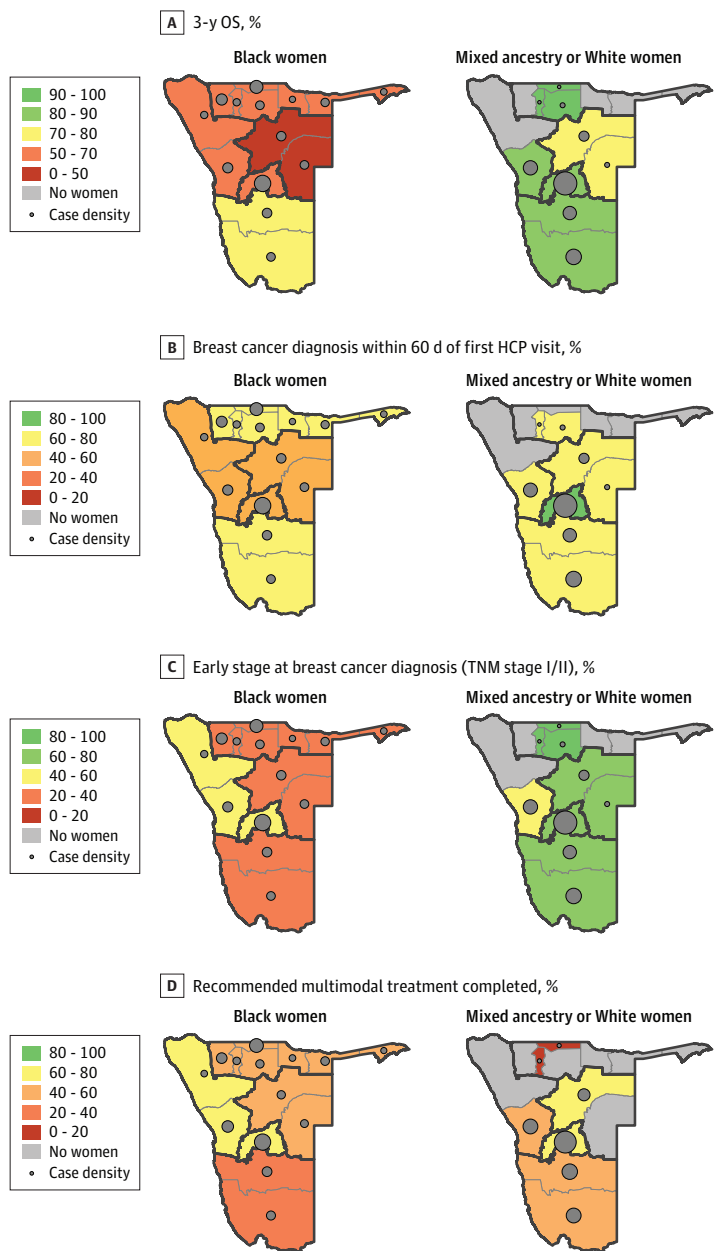 A 3-y OS, %
Black women
Mixed ancestry or White women
90 - 100
80 - 90
70 - 80
50 - 70
0 - 50
No women
Case density
B Breast cancer diagnosis within 60 d of first HCP visit, %
Black women
Mixed ancestry or White women
80 - 100
60 - 80
40 - 60
20 - 40
0 - 20
No women
Case density
C Early stage at breast cancer diagnosis (TNM stage I/II), %
Black women
Mixed ancestry or White women
80 - 100
60 - 80
40 - 60
20 - 40
0 - 20
No women
Case density
D Recommended multimodal treatment completed, %
Black women
Mixed ancestry or White women
80 - 100
60 - 80
40 - 60
20 - 40
0 - 20
No women
Case density